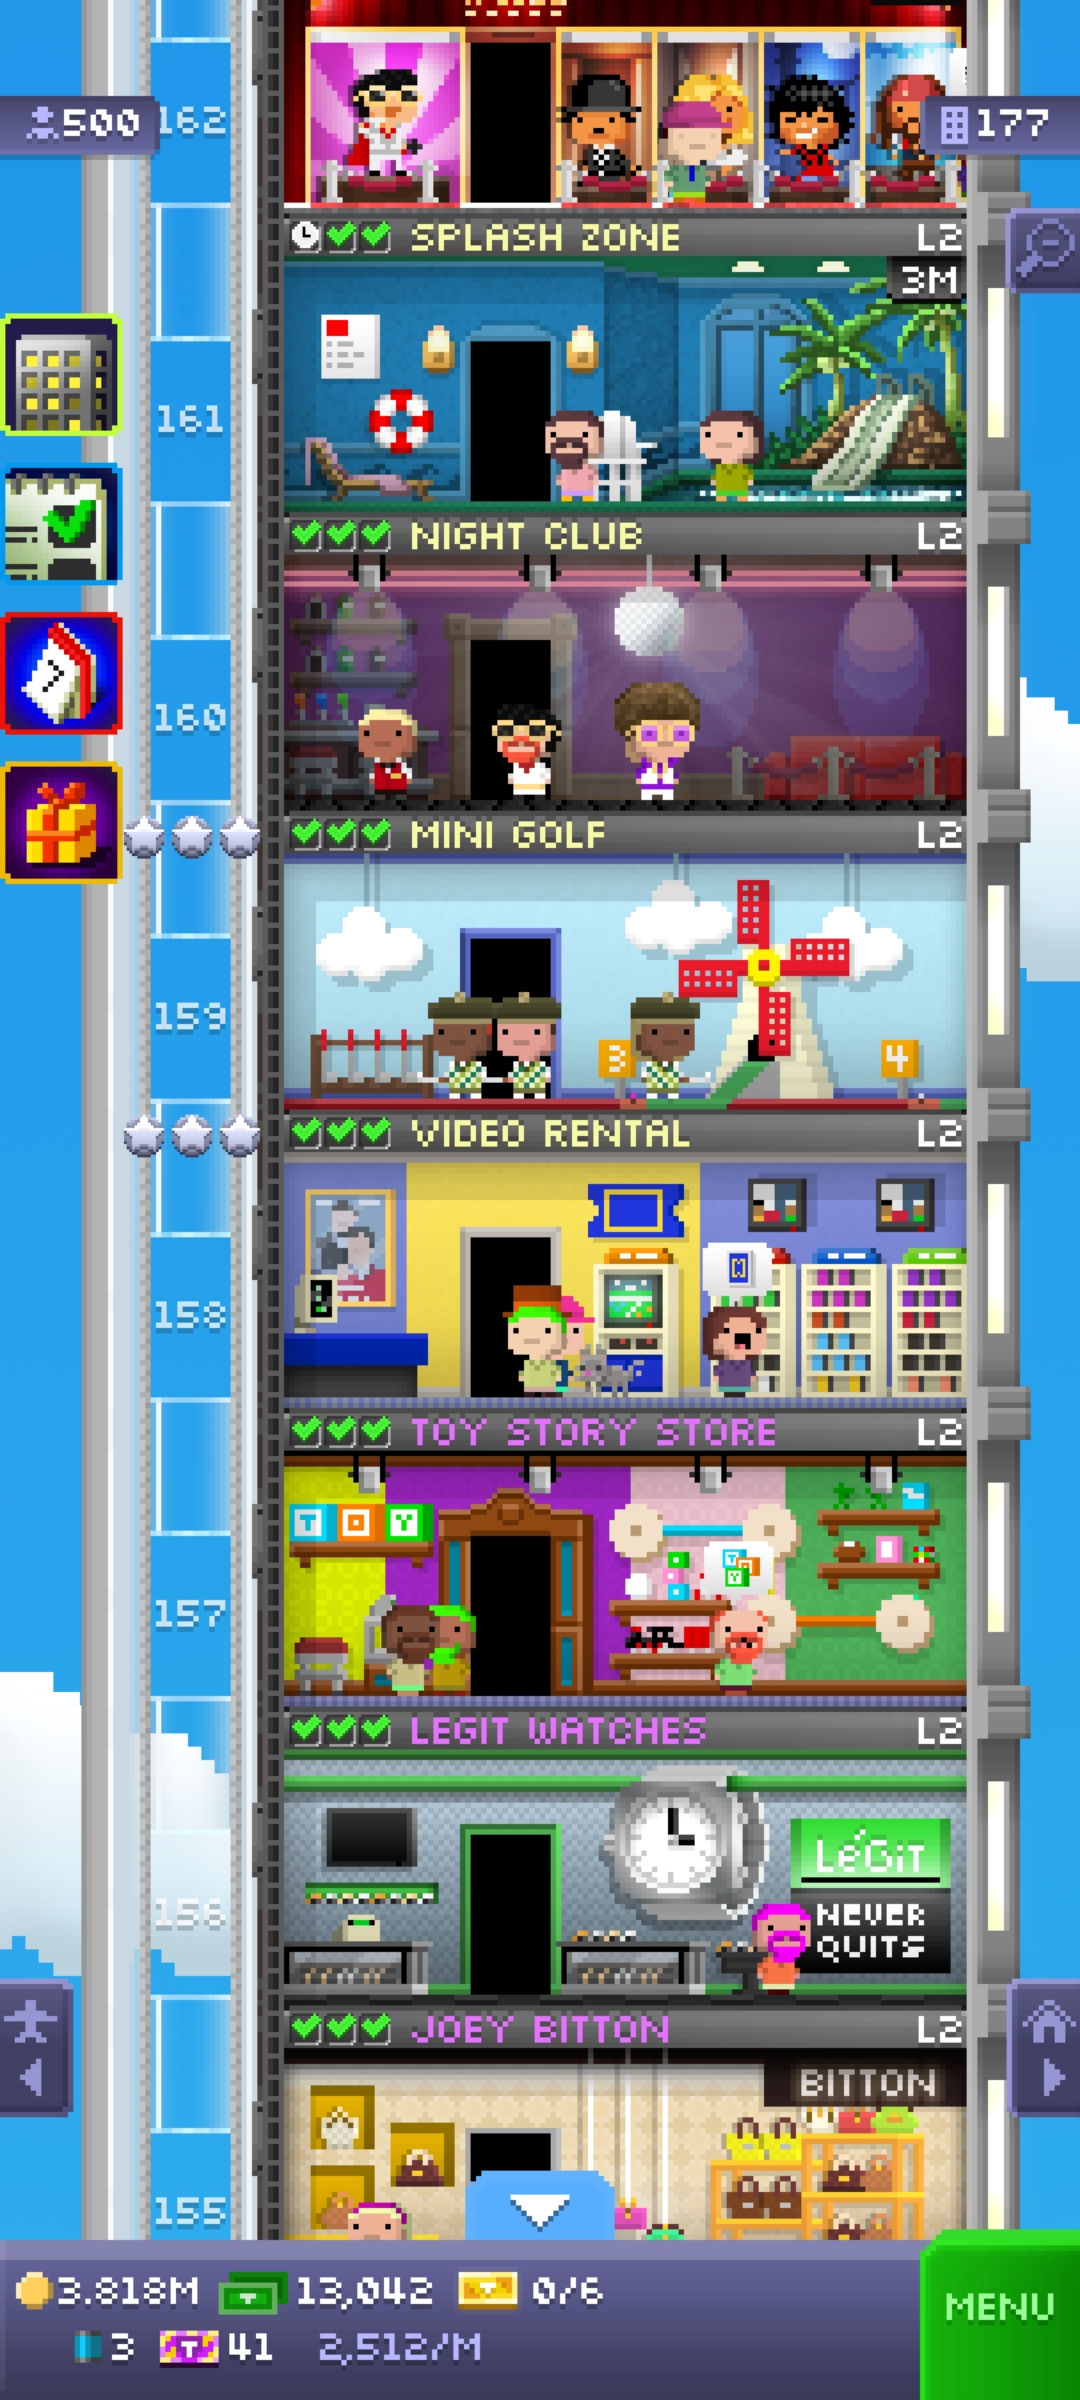 500
162
177
SPLASH ZONE L2
3M
161
NIGHT CLUB L2
160
7
MINI GOLF L2
159
3
4
VIDEO RENTAL L2
158
TOY STORY STORE L2
T O Y
157
LEGIT WATCHES L2
LéGiT
NEVER
QUITS
156
JOEY BITTON L2
BITTON
155
3.818M 13,042 0/6
3 T 41 2,512/M
MENU